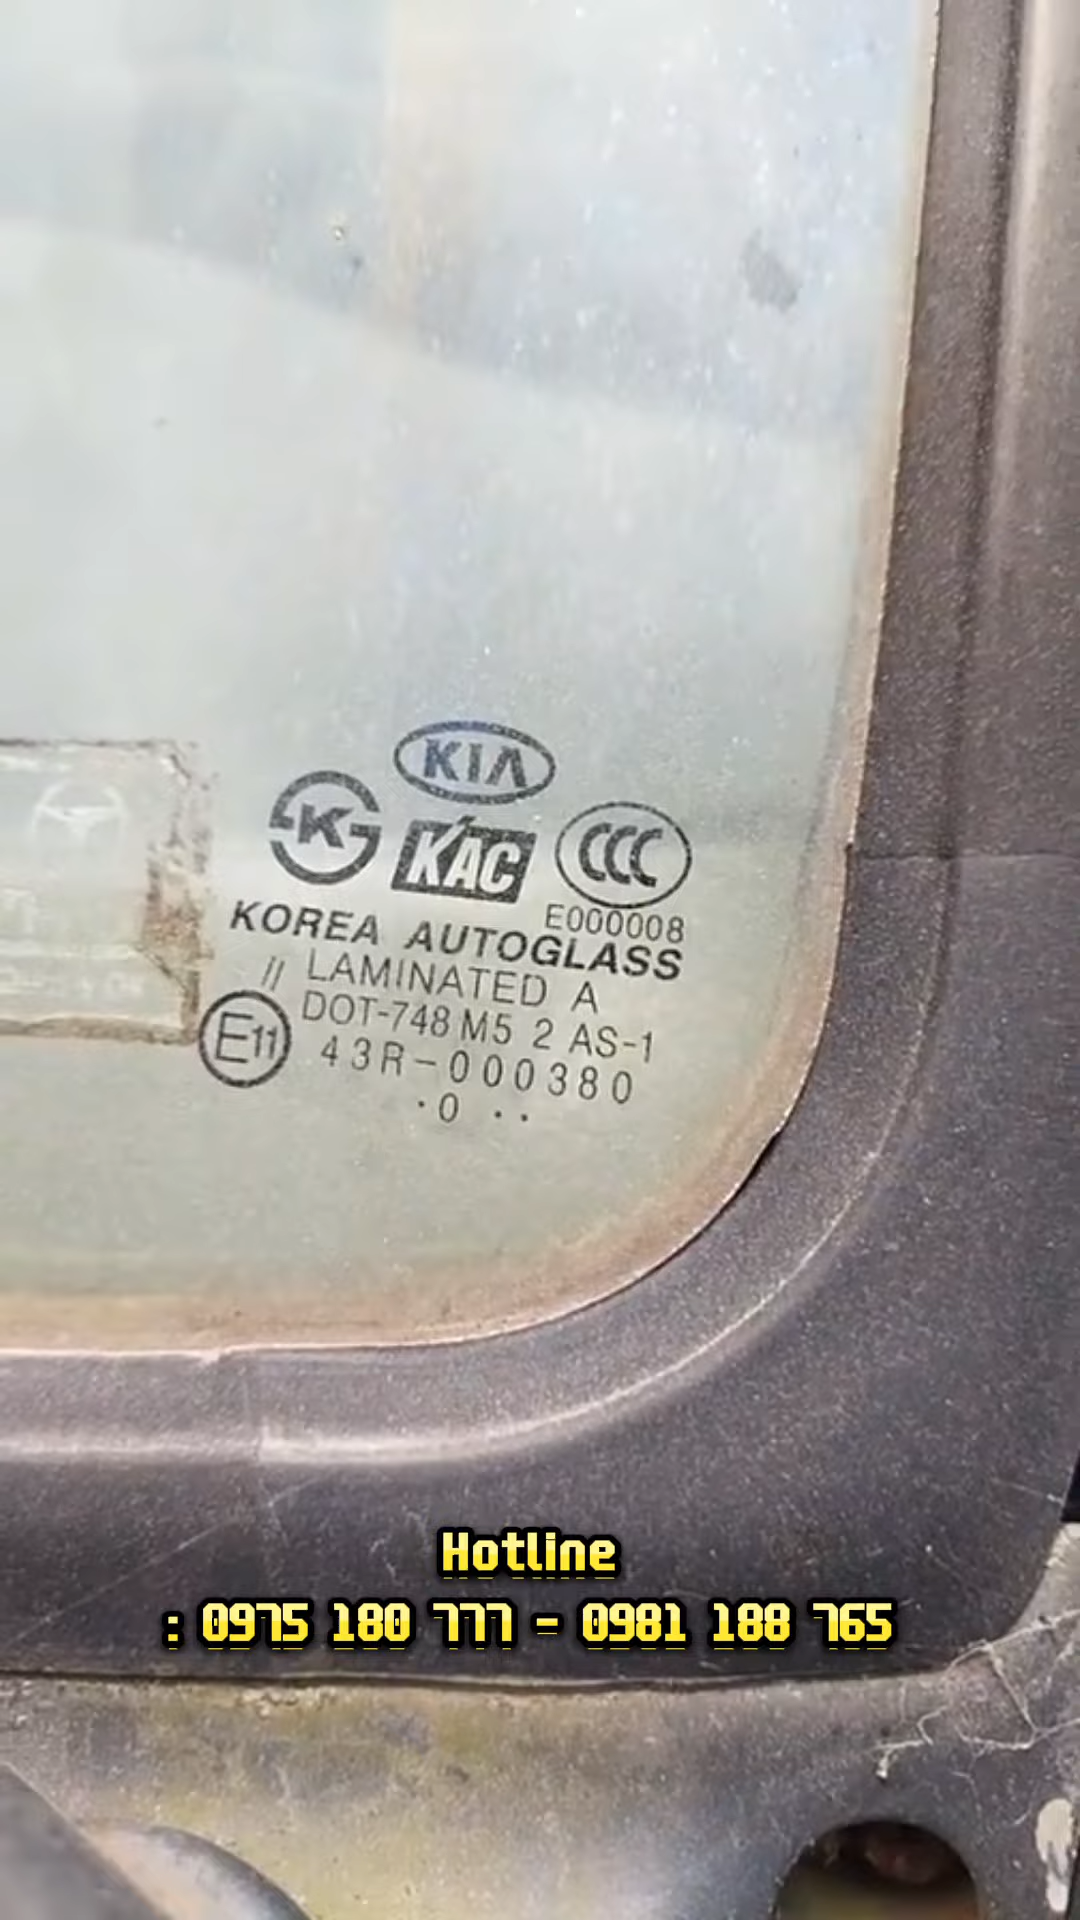 KIA
K
KAC
CCC
E000008
KOREA AUTOGLASS
// LAMINATED A
DOT-748 M5 2 AS-1
E11
43R-000380
·0 ··
Hotline
: 0975 180 777 - 0981 188 765